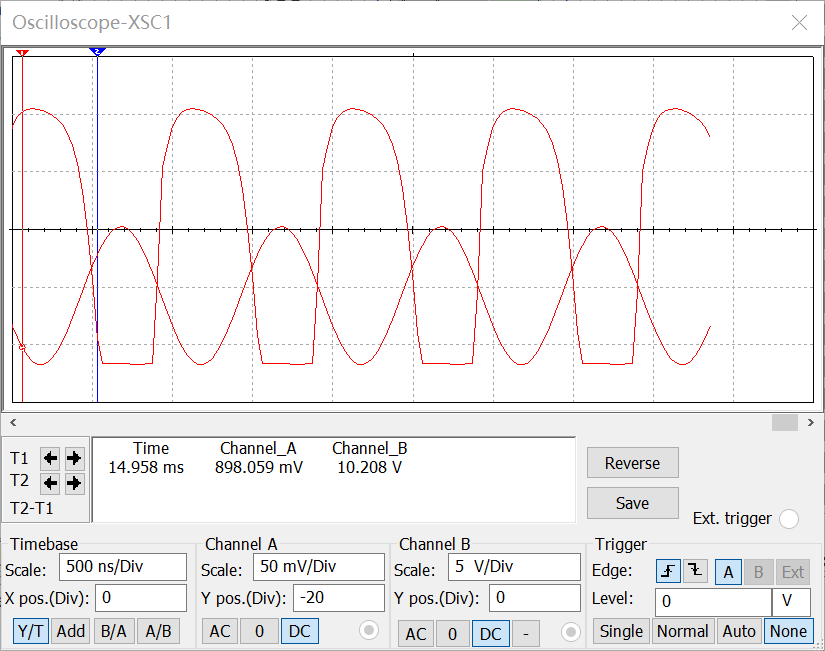 Oscilloscope-XSC1
1
2
Time Channel_A Channel_B
T1 14.958 ms 898.059 mV 10.208 V
T2
T2-T1
Reverse
Save
Ext. trigger
Timebase
Scale: 500 ns/Div
X pos.(Div): 0
Y/T Add B/A A/B
Channel A
Scale: 50 mV/Div
Y pos.(Div): -20
AC 0 DC
Channel B
Scale: 5 V/Div
Y pos.(Div): 0
AC 0 DC -
Trigger
Edge: A B Ext
Level: 0 V
Single Normal Auto None